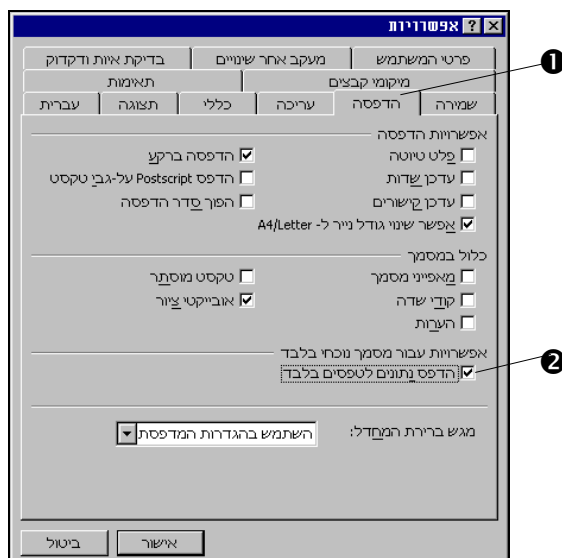 אפשרויות
פרטי המשתמש מעקב אחר שינויים בדיקת איות ודקדוק
מיקומי קבצים תאימות
שמירה הדפסה עריכה כללי תצוגה עברית
1
אפשרויות הדפסה
פלט טיוטה הדפסה ברקע
עדכן שדות הדפס Postscript על-גבי טקסט
עדכן קישורים הפוך סדר הדפסה
אפשר שינוי גודל נייר ל- A4/Letter
כלול במסמך
מאפייני מסמך טקסט מוסתר
קודי שדה אובייקטי ציור
הערות
אפשרויות עבור מסמך נוכחי בלבד
הדפס נתונים לטפסים בלבד
2
מגש ברירת המחדל: השתמש בהגדרות המדפסת
אישור ביטול